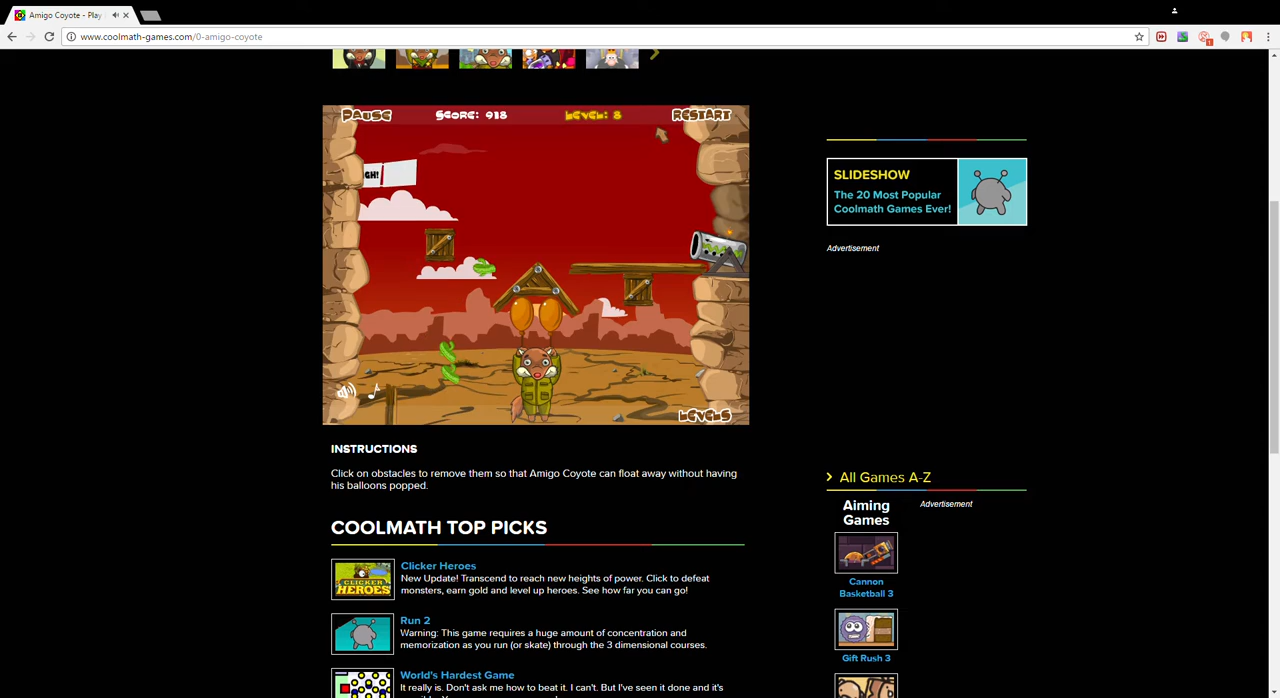 Amigo Coyote - Play
www.coolmath-games.com/0-amigo-coyote
1
PAUSE
SCORE: 918
LEVEL: 8
RESTART
GH!
LEVELS
SLIDESHOW
The 20 Most Popular
Coolmath Games Ever!
Advertisement
INSTRUCTIONS
Click on obstacles to remove them so that Amigo Coyote can float away without having
his balloons popped.
All Games A-Z
Aiming
Games
Advertisement
Cannon
Basketball 3
Gift Rush 3
COOLMATH TOP PICKS
CLICKER
HEROES
Clicker Heroes
New Update! Transcend to reach new heights of power. Click to defeat
monsters, earn gold and level up heroes. See how far you can go!
Run 2
Warning: This game requires a huge amount of concentration and
memorization as you run (or skate) through the 3 dimensional courses.
World's Hardest Game
It really is. Don't ask me how to beat it. I can't. But I've seen it done and it's